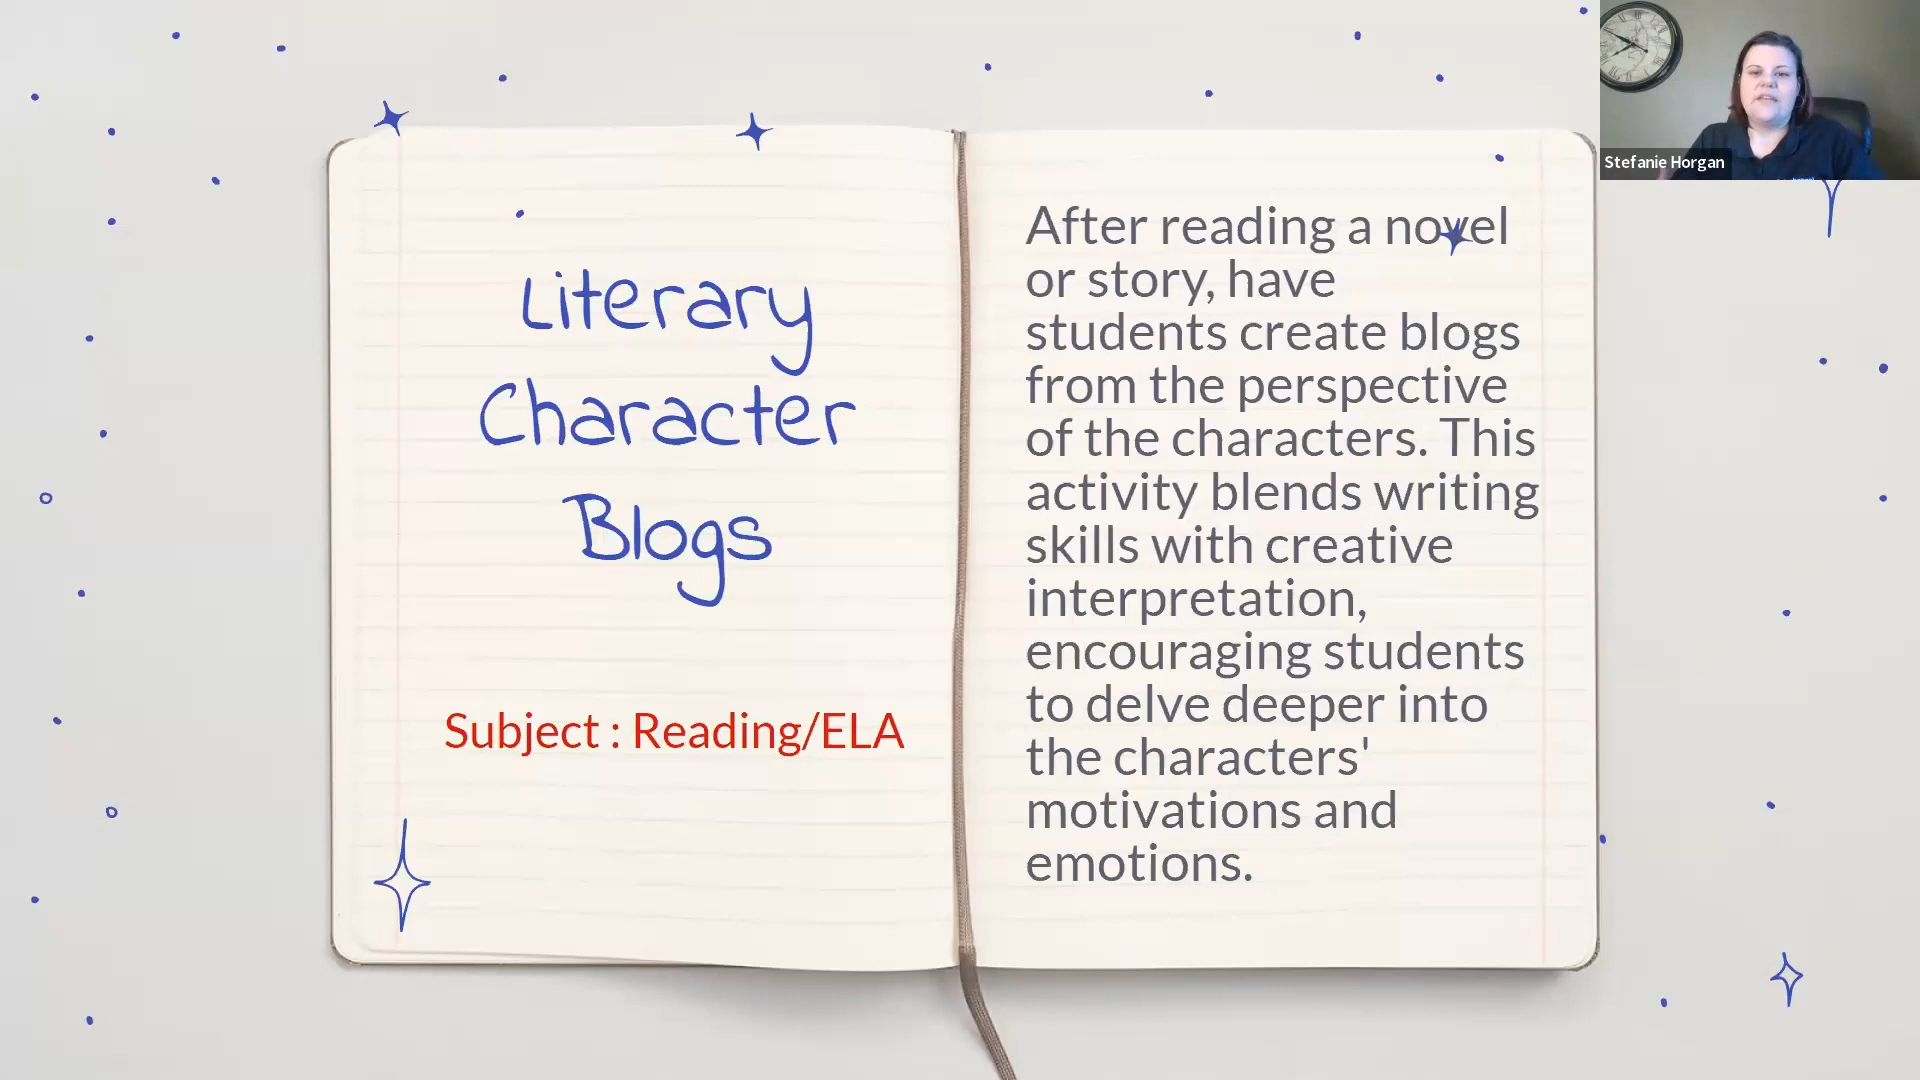 Literary
Character
Blogs
Subject : Reading/ELA
After reading a novel
or story, have
students create blogs
from the perspective
of the characters. This
activity blends writing
skills with creative
interpretation,
encouraging students
to delve deeper into
the characters'
motivations and
emotions.
Stefanie Horgan